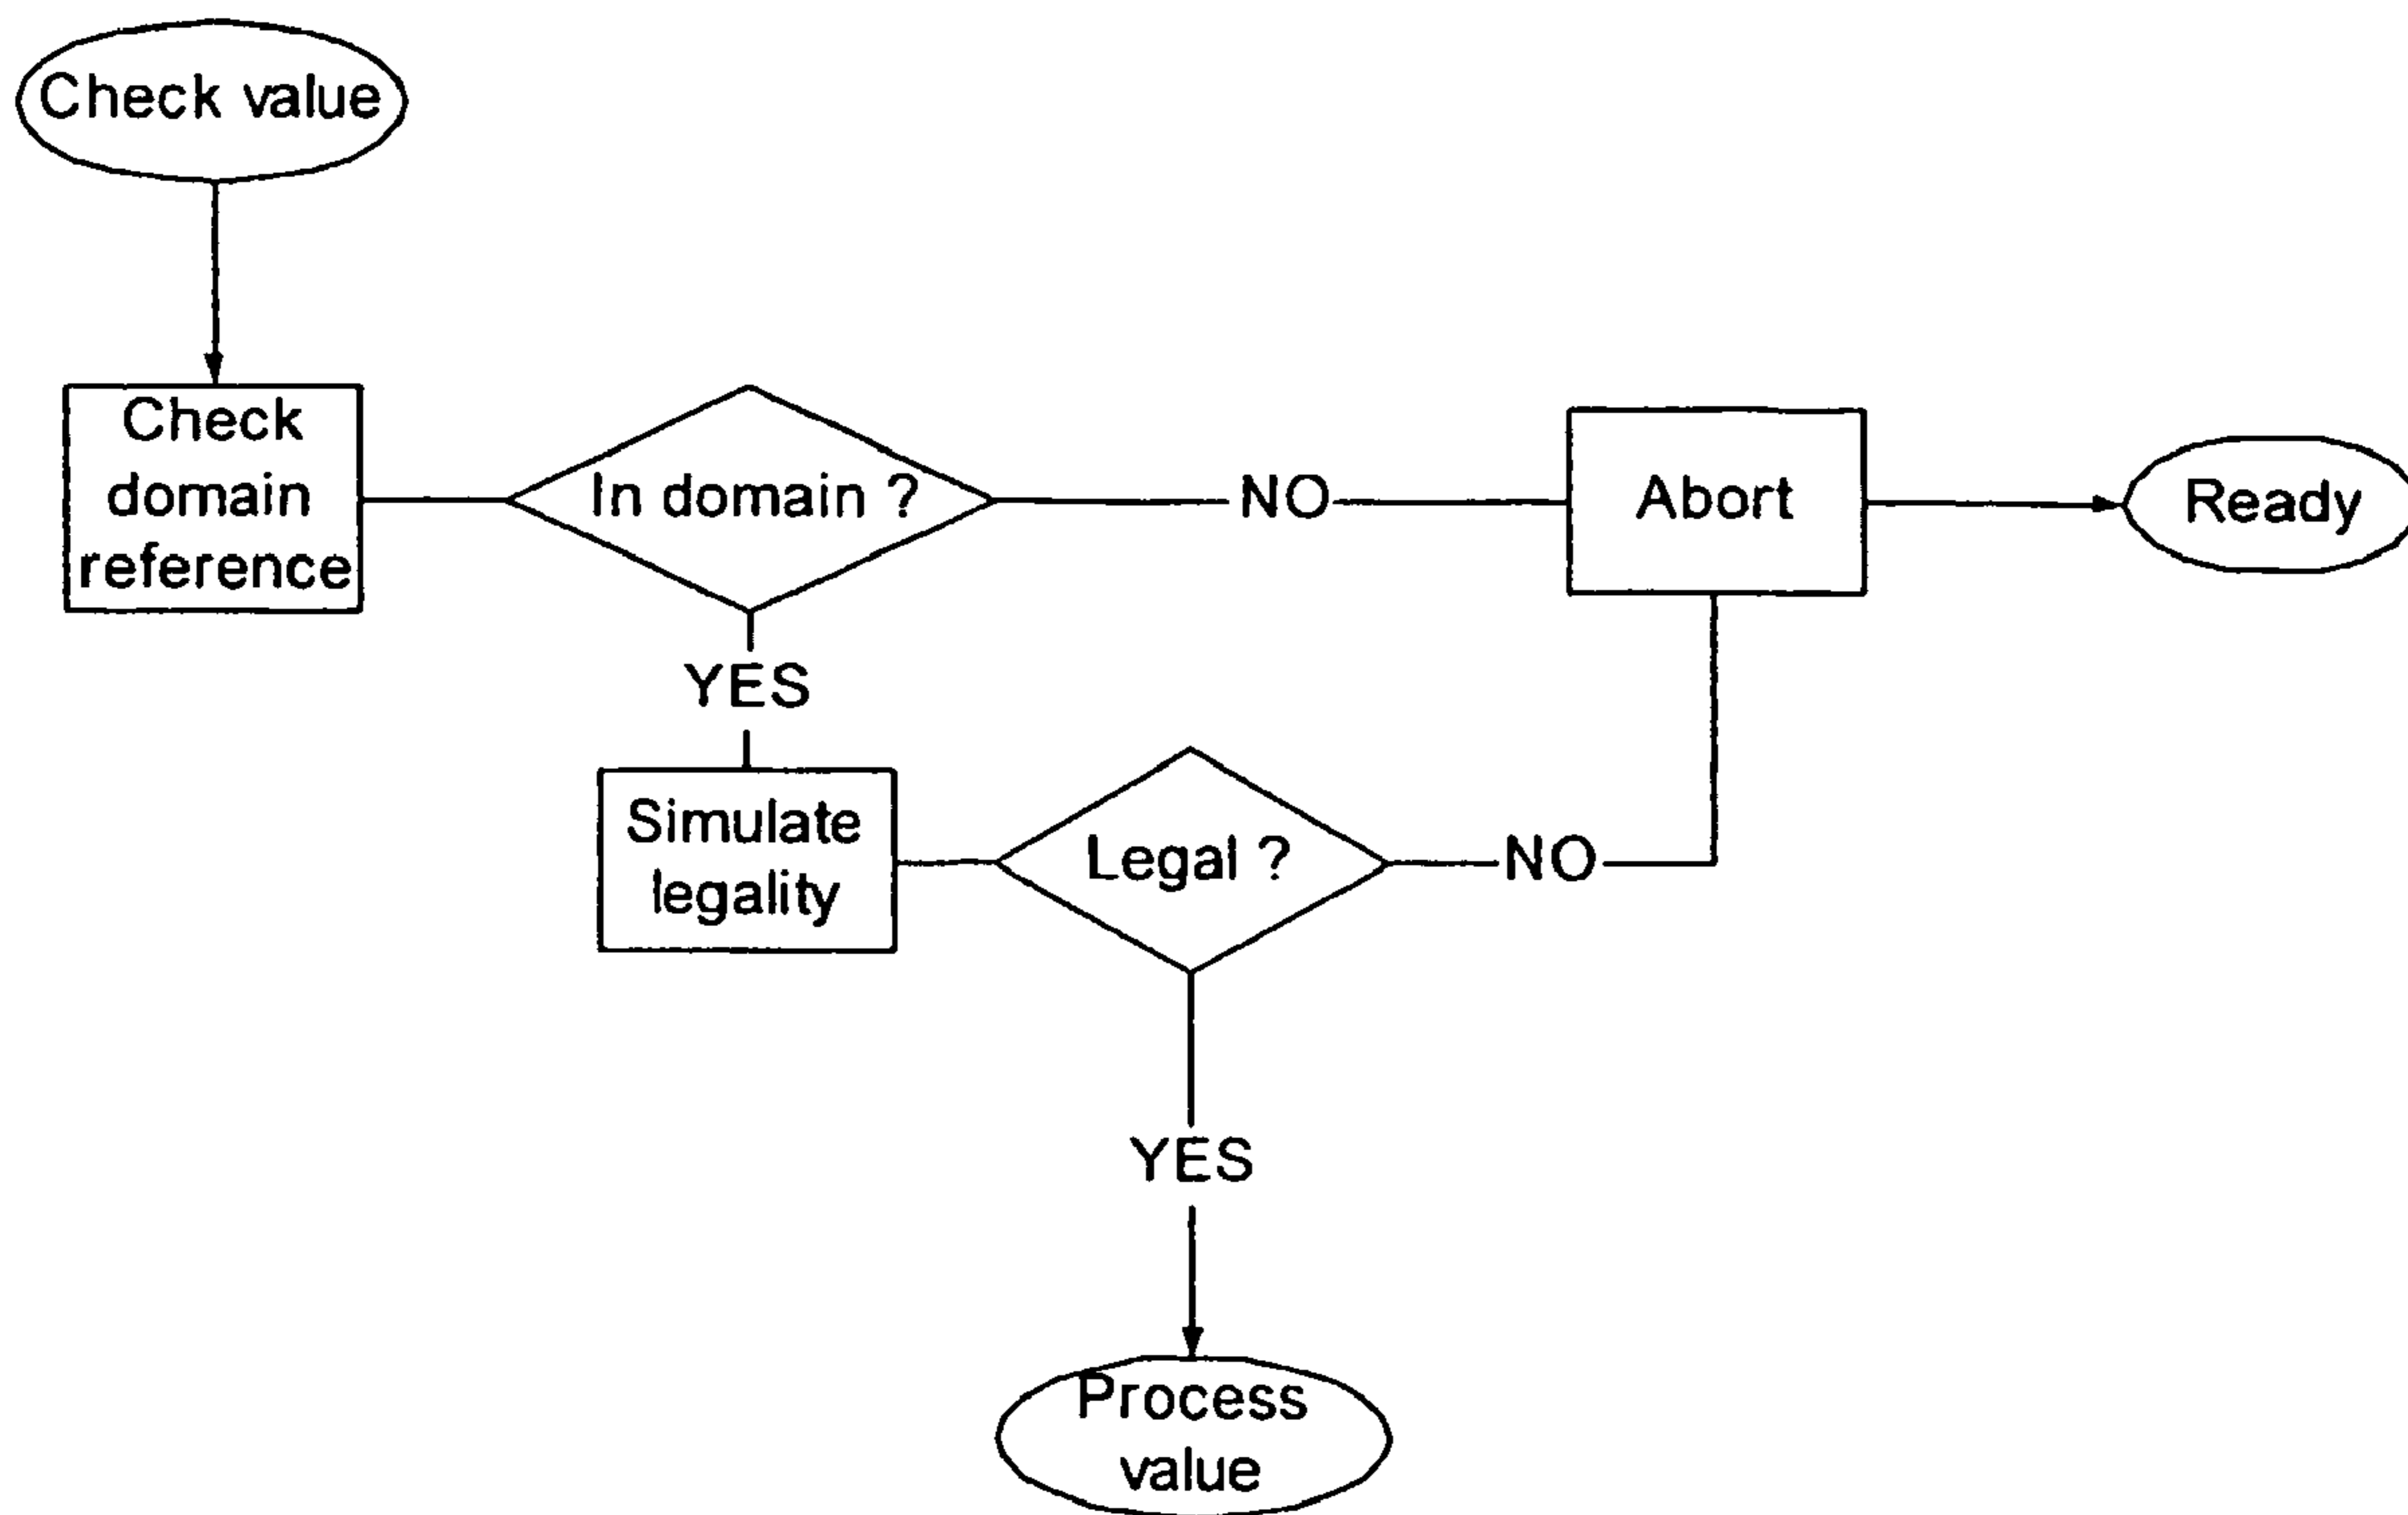 Check value
Check
domain
reference
In domain ?
NO
Abort
Ready
YES
Simulate
legality
Legal ?
NO
YES
Process
value